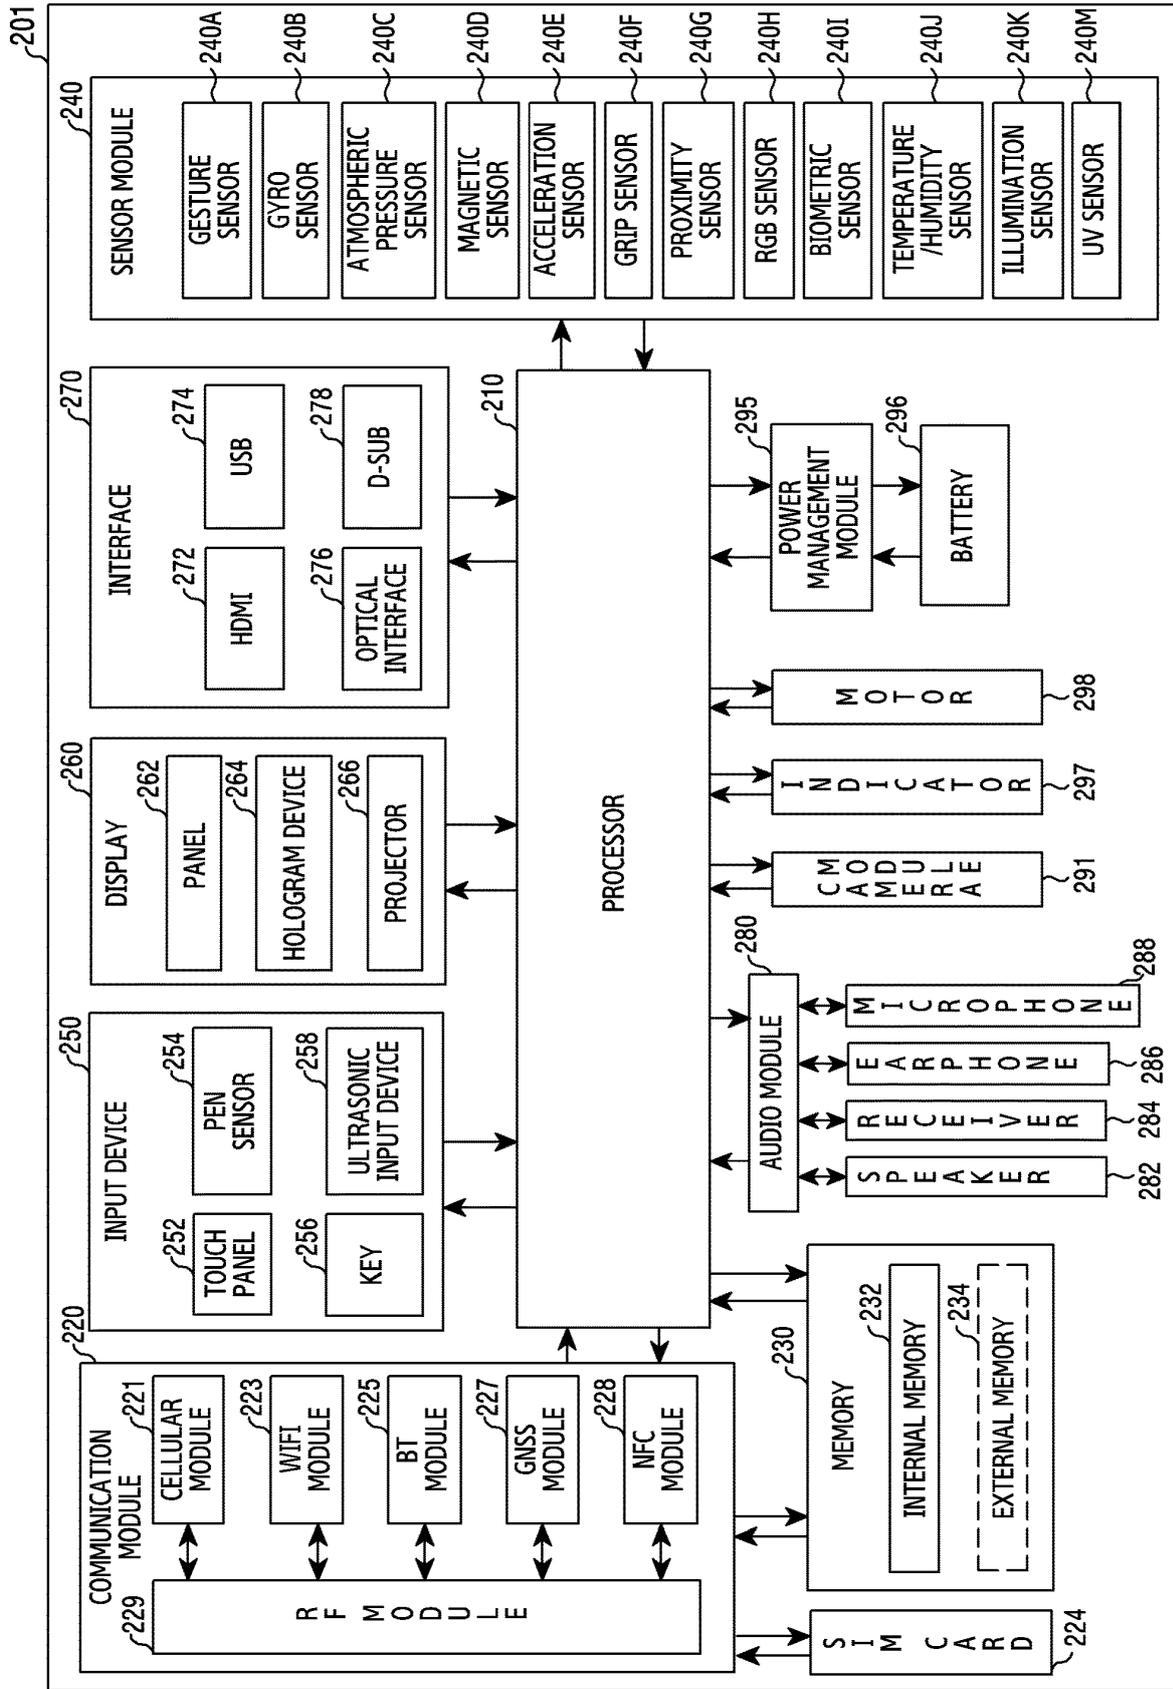 201
COMMUNICATION
MODULE
220
229
RF MODULE
221
CELLULAR
MODULE
223
WIFI
MODULE
225
BT
MODULE
227
GNSS
MODULE
228
NFC
MODULE
SIM CARD
224
INPUT DEVICE
250
252
TOUCH
PANEL
254
PEN
SENSOR
256
KEY
258
ULTRASONIC
INPUT DEVICE
DISPLAY
260
262
PANEL
264
HOLOGRAM DEVICE
266
PROJECTOR
INTERFACE
270
272
HDMI
274
USB
276
OPTICAL
INTERFACE
278
D-SUB
SENSOR MODULE
240
GESTURE
SENSOR
240A
GYRO
SENSOR
240B
ATMOSPHERIC
PRESSURE
SENSOR
240C
MAGNETIC
SENSOR
240D
ACCELERATION
SENSOR
240E
GRIP SENSOR
240F
PROXIMITY
SENSOR
240G
RGB SENSOR
240H
BIOMETRIC
SENSOR
240I
TEMPERATURE
/HUMIDITY
SENSOR
240J
ILLUMINATION
SENSOR
240K
UV SENSOR
240M
PROCESSOR
210
230
MEMORY
232
INTERNAL MEMORY
234
EXTERNAL MEMORY
280
AUDIO MODULE
SPEAKER
282
RECEIVER
284
EARPHONE
286
MICROPHONE
288
CAMERA
MODULE
291
INDICATOR
297
MOTOR
298
295
POWER
MANAGEMENT
MODULE
296
BATTERY